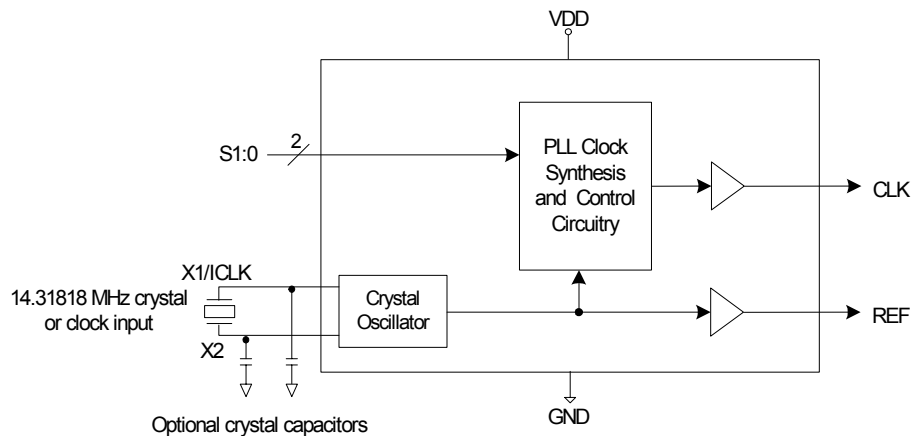 VDD
S1:0
2
PLL Clock
Synthesis
and Control
Circuitry
CLK
X1/ICLK
14.31818 MHz crystal
or clock input
X2
Crystal
Oscillator
REF
Optional crystal capacitors
GND